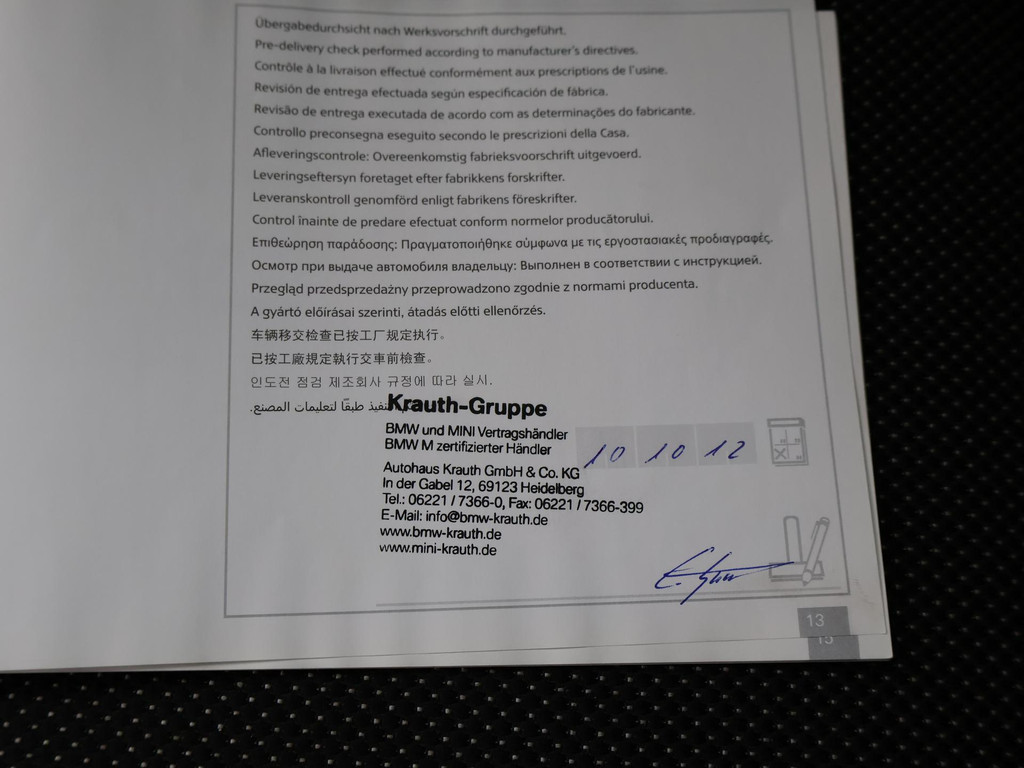 Übergabedurchsicht nach Werksvorschrift durchgeführt.
Pre-delivery check performed according to manufacturer's directives.
Contrôle à la livraison effectué conformément aux prescriptions de l'usine.
Revisión de entrega efectuada según especificación de fábrica.
Revisão de entrega executada de acordo com as determinações do fabricante.
Controllo preconsegna eseguito secondo le prescrizioni della Casa.
Afleveringscontrole: Overeenkomstig fabrieksvoorschrift uitgevoerd.
Leveringseftersyn foretaget efter fabrikkens forskrifter.
Leveranskontroll genomförd enligt fabrikens föreskrifter.
Control înainte de predare efectuat conform normelor producătorului.
Επιθεώρηση παράδοσης: Πραγματοποιήθηκε σύμφωνα με τις εργοστασιακές προδιαγραφές.
Осмотр при выдаче автомобиля владельцу: Выполнен в соответствии с инструкцией.
Przegląd przedsprzedażny przeprowadzono zgodnie z normami producenta.
A gyártó előírásai szerinti, átadás előtti ellenőrzés.
车辆移交检查已按工厂规定执行。
已按工廠規定執行交車前檢查。
인도전 점검 제조회사 규정에 따라 실시.
طبقًا لتعليمات المصنع.
Krauth-Gruppe
BMW und MINI Vertragshändler
BMW M zertifizierter Händler
10 10 12
Autohaus Krauth GmbH & Co. KG
In der Gabel 12, 69123 Heidelberg
Tel.: 06221 / 7366-0, Fax: 06221 / 7366-399
E-Mail: info@bmw-krauth.de
www.bmw-krauth.de
www.mini-krauth.de
13
15